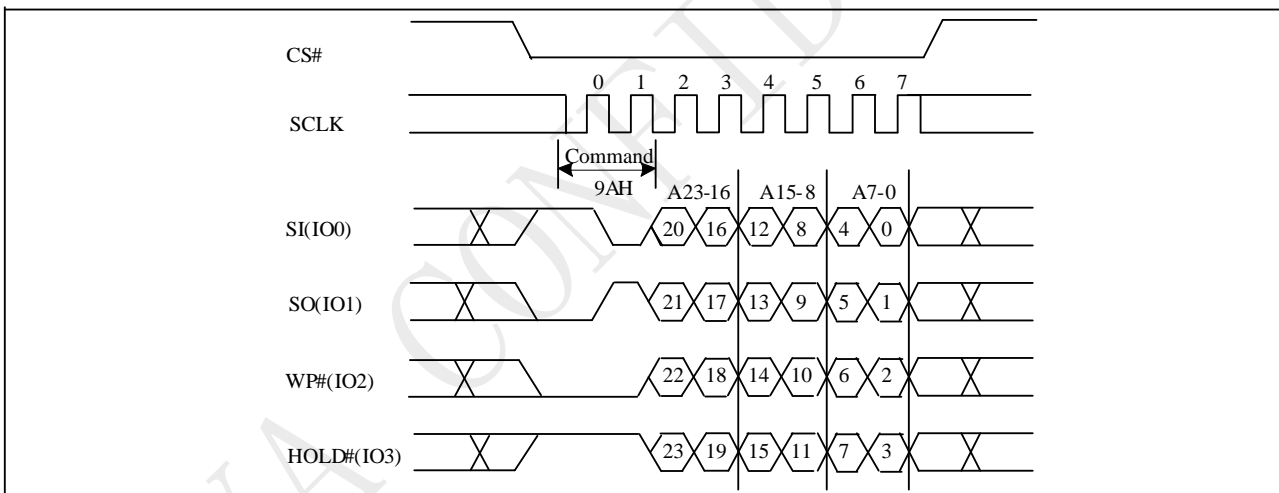 CS#
0 1 2 3 4 5 6 7
SCLK
Command
9AH
A23-16 A15-8 A7-0
SI(IO0) 20 16 12 8 4 0
SO(IO1) 21 17 13 9 5 1
WP#(IO2) 22 18 14 10 6 2
HOLD#(IO3) 23 19 15 11 7 3